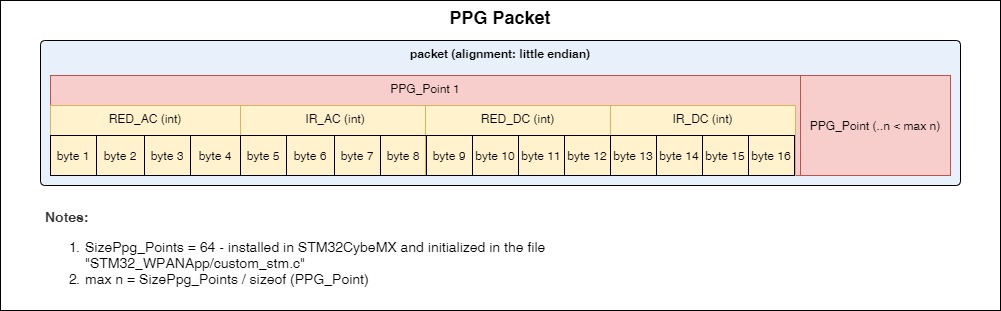 PPG Packet
packet (alignment: little endian)
PPG_Point 1
RED_AC (int) IR_AC (int) RED_DC (int) IR_DC (int)
PPG_Point (..n < max n)
byte 1 byte 2 byte 3 byte 4 byte 5 byte 6 byte 7 byte 8 byte 9 byte 10 byte 11 byte 12 byte 13 byte 14 byte 15 byte 16
Notes:
1. SizePpg_Points = 64 - installed in STM32CybeMX and initialized in the file
"STM32_WPANApp/custom_stm.c"
2. max n = SizePpg_Points / sizeof (PPG_Point)